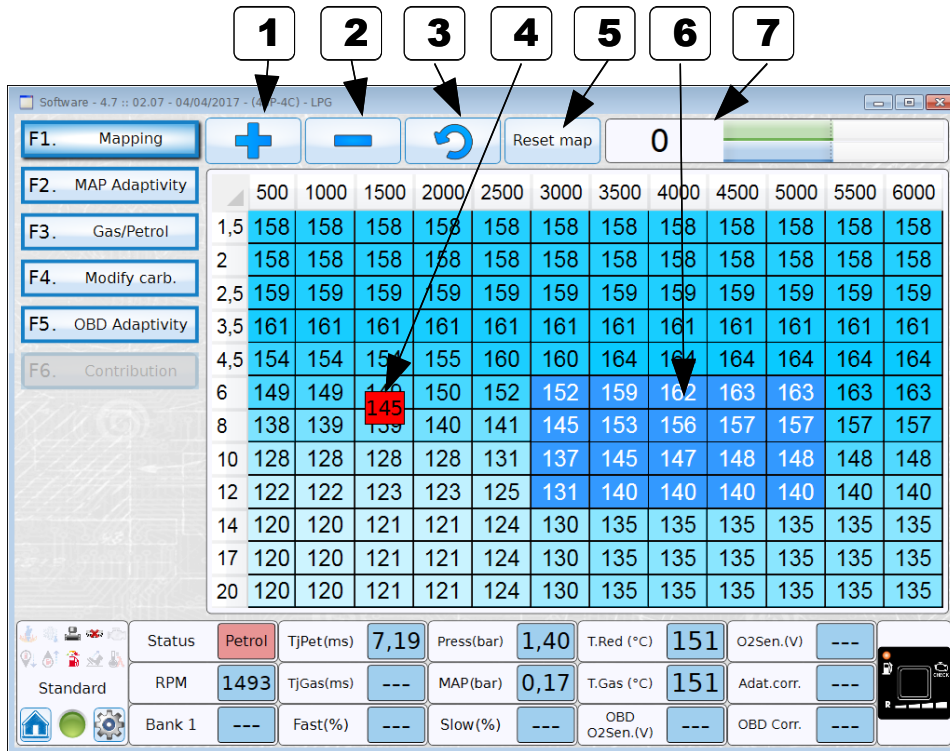 1 2 3 4 5 6 7
Software - 4.7 :: 02.07 - 04/04/2017 - (4 P-4C) - LPG
F1. Mapping
Reset map
0
F2. MAP Adaptivity
F3. Gas/Petrol
F4. Modify carb.
F5. OBD Adaptivity
F6. Contribution
500 1000 1500 2000 2500 3000 3500 4000 4500 5000 5500 6000
1,5 158 158 158 158 158 158 158 158 158 158 158 158
2 158 158 158 158 158 158 158 158 158 158 158 158
2,5 159 159 159 159 159 159 159 159 159 159 159 159
3,5 161 161 161 161 161 161 161 161 161 161 161 161
4,5 154 154 154 155 160 160 164 164 164 164 164 164
6 149 149 150 152 152 159 162 163 163 163 163
145
8 138 139 139 140 141 145 153 156 157 157 157 157
10 128 128 128 128 131 137 145 147 148 148 148 148
12 122 122 123 123 125 131 140 140 140 140 140 140
14 120 120 121 121 124 130 135 135 135 135 135 135
17 120 120 121 121 124 130 135 135 135 135 135 135
20 120 120 121 121 124 130 135 135 135 135 135 135
Status Petrol TjPet(ms) 7,19 Press(bar) 1,40 T.Red (°C) 151 O2Sen.(V) ---
Standard
RPM 1493 TjGas(ms) --- MAP(bar) 0,17 T.Gas (°C) 151 Adat.corr. ---
Bank 1 --- Fast(%) --- Slow(%) --- OBD O2Sen.(V) --- OBD Corr. ---
CHECK
R